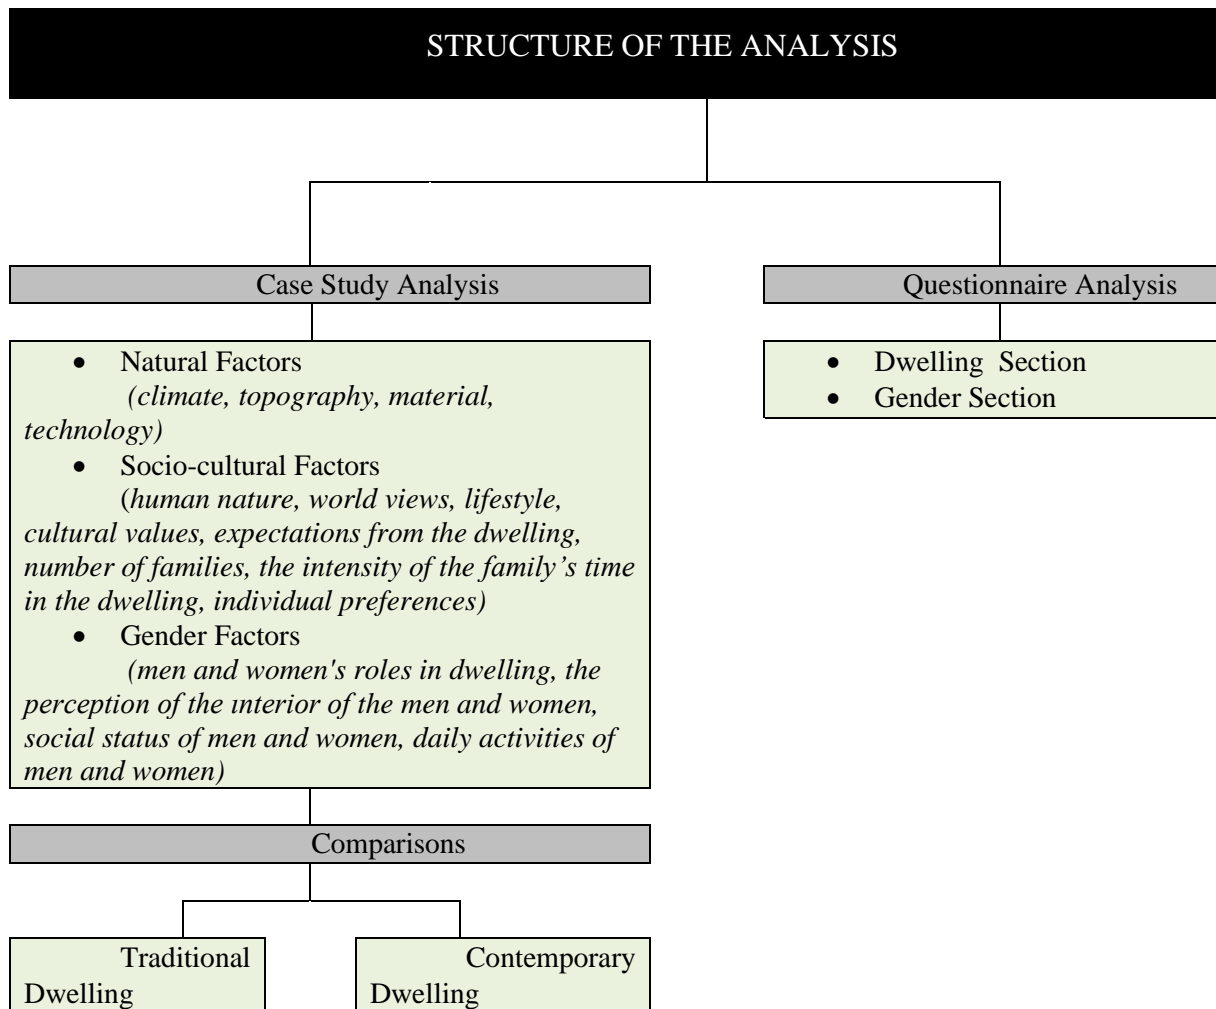 STRUCTURE OF THE ANALYSIS
Case Study Analysis
Questionnaire Analysis
• Natural Factors
(climate, topography, material,
technology)
• Socio-cultural Factors
(human nature, world views, lifestyle,
cultural values, expectations from the dwelling,
number of families, the intensity of the family’s time
in the dwelling, individual preferences)
• Gender Factors
(men and women's roles in dwelling, the
perception of the ınterior of the men and women,
social status of men and women, daily activities of
men and women)
• Dwelling Section
• Gender Section
Comparisons
Traditional
Dwelling
Contemporary
Dwelling